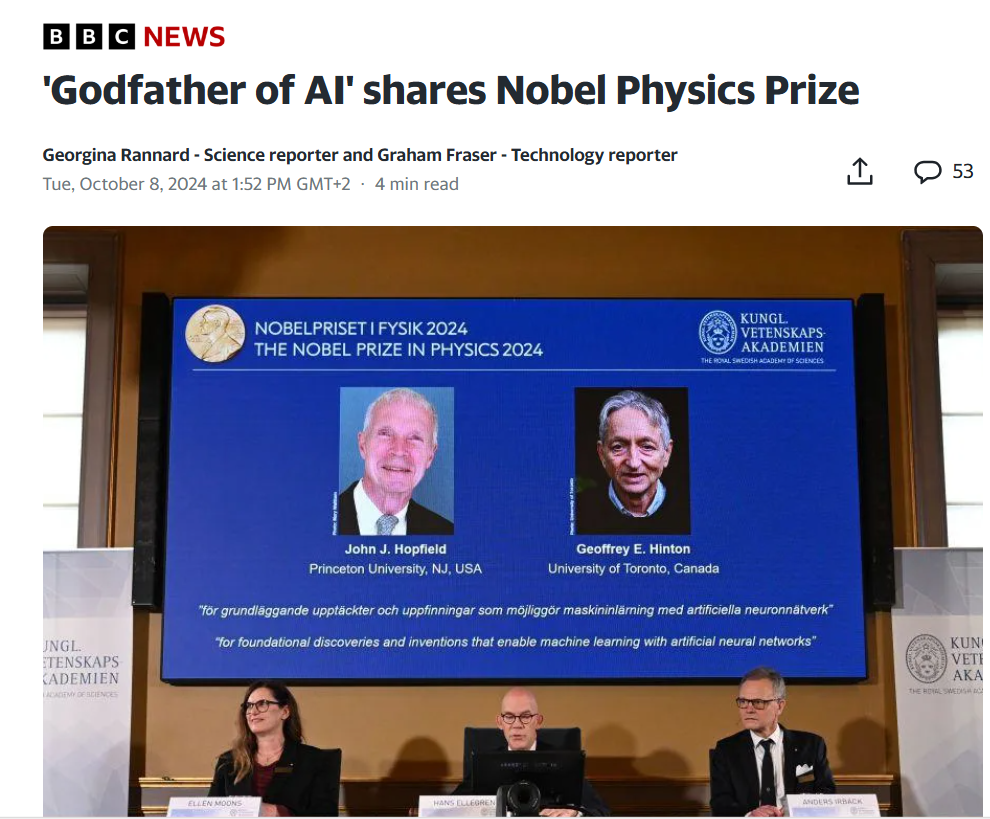 BBC NEWS
'Godfather of AI' shares Nobel Physics Prize
Georgina Rannard - Science reporter and Graham Fraser - Technology reporter
Tue, October 8, 2024 at 1:52 PM GMT+2 · 4 min read
53
NOBELPRISET I FYSIK 2024
THE NOBEL PRIZE IN PHYSICS 2024
KUNGL.
VETENSKAPS-
AKADEMIEN
THE ROYAL SWEDISH ACADEMY OF SCIENCES
John J. Hopfield
Princeton University, NJ, USA
Geoffrey E. Hinton
University of Toronto, Canada
"för grundläggande upptäckter och uppfinningar som möjliggör maskininlärning med artificiella neuronnätverk"
"for foundational discoveries and inventions that enable machine learning with artificial neural networks"
UNGL.
ETENSKAPS-
KADEMIEN
ACADEMY OF SCIENCES
KUN
VETE
AKA
THE ROYAL SWEDISH
ELLEN MOONS
HANS ELLEGREN
ANDERS IRBÄCK